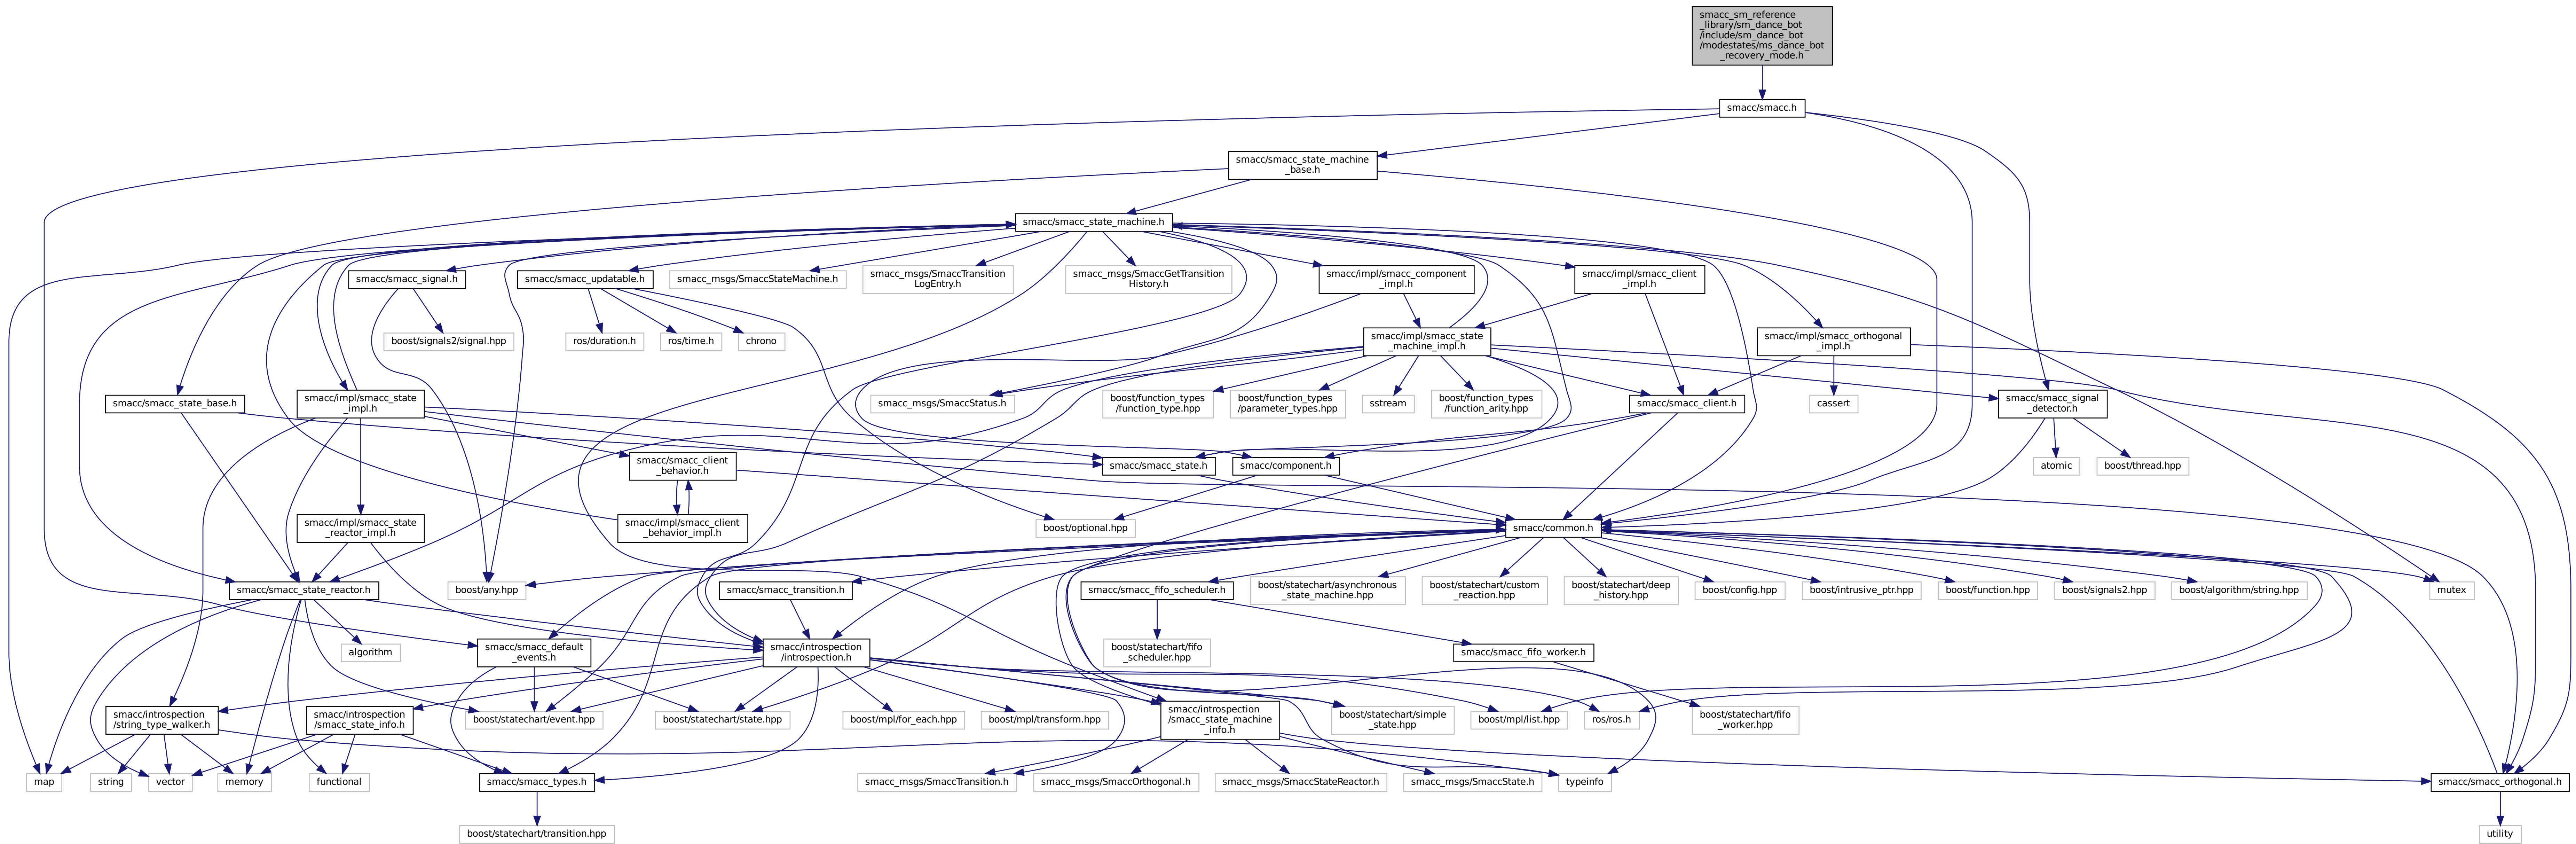 smacc_sm_reference
_library/sm_dance_bot
/include/sm_dance_bot
/modestates/ms_dance_bot
_recovery_mode.h
smacc/smacc.h
smacc/smacc_state_machine
_base.h
smacc/smacc_state_machine.h
smacc/smacc_signal.h
smacc/smacc_updatable.h
smacc_msgs/SmaccStateMachine.h
smacc_msgs/SmaccTransition
LogEntry.h
smacc_msgs/SmaccGetTransition
History.h
smacc/impl/smacc_component
_impl.h
smacc/impl/smacc_client
_impl.h
boost/signals2/signal.hpp
ros/duration.h
ros/time.h
chrono
smacc/impl/smacc_state
_machine_impl.h
smacc/impl/smacc_orthogonal
_impl.h
smacc/smacc_state_base.h
smacc/impl/smacc_state
_impl.h
smacc_msgs/SmaccStatus.h
boost/function_types
/function_type.hpp
boost/function_types
/parameter_types.hpp
sstream
boost/function_types
/function_arity.hpp
smacc/smacc_client.h
cassert
smacc/smacc_signal
_detector.h
smacc/smacc_client
_behavior.h
smacc/smacc_state.h
smacc/component.h
atomic
boost/thread.hpp
smacc/impl/smacc_state
_reactor_impl.h
smacc/impl/smacc_client
_behavior_impl.h
boost/optional.hpp
smacc/common.h
smacc/smacc_state_reactor.h
boost/any.hpp
smacc/smacc_transition.h
smacc/smacc_fifo_scheduler.h
boost/statechart/asynchronous
_state_machine.hpp
boost/statechart/custom
_reaction.hpp
boost/statechart/deep
_history.hpp
boost/config.hpp
boost/intrusive_ptr.hpp
boost/function.hpp
boost/signals2.hpp
boost/algorithm/string.hpp
mutex
algorithm
smacc/smacc_default
_events.h
smacc/introspection
/introspection.h
boost/statechart/fifo
_scheduler.hpp
smacc/smacc_fifo_worker.h
smacc/introspection
/string_type_walker.h
smacc/introspection
/smacc_state_info.h
boost/statechart/event.hpp
boost/statechart/state.hpp
boost/mpl/for_each.hpp
boost/mpl/transform.hpp
smacc/introspection
/smacc_state_machine
_info.h
boost/statechart/simple
_state.hpp
boost/mpl/list.hpp
ros/ros.h
boost/statechart/fifo
_worker.hpp
map
string
vector
memory
functional
smacc/smacc_types.h
smacc_msgs/SmaccTransition.h
smacc_msgs/SmaccOrthogonal.h
smacc_msgs/SmaccStateReactor.h
smacc_msgs/SmaccState.h
typeinfo
smacc/smacc_orthogonal.h
boost/statechart/transition.hpp
utility